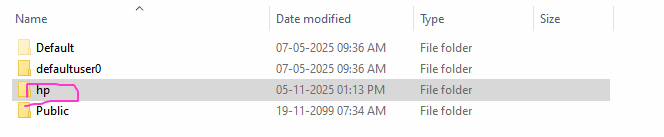 Name Date modified Type Size
Default 07-05-2025 09:36 AM File folder
defaultuser0 07-05-2025 09:36 AM File folder
hp 05-11-2025 01:13 PM File folder
Public 19-11-2099 07:34 AM File folder